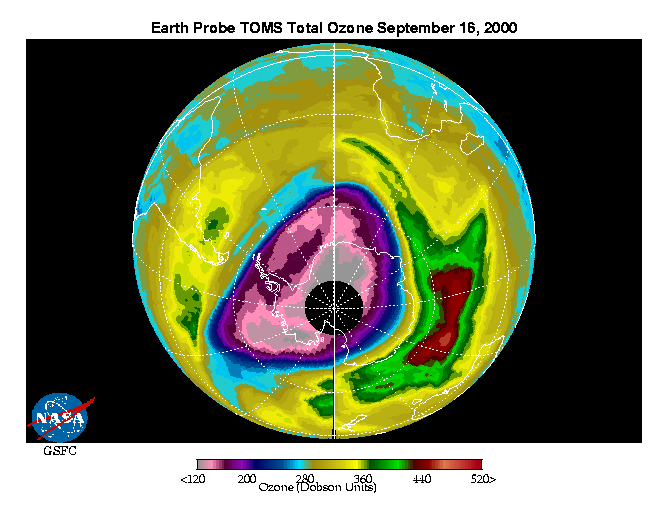 Earth Probe TOMS Total Ozone September 16, 2000
NASA
GSFC
<120 200 280 360 440 520>
Ozone (Dobson Units)